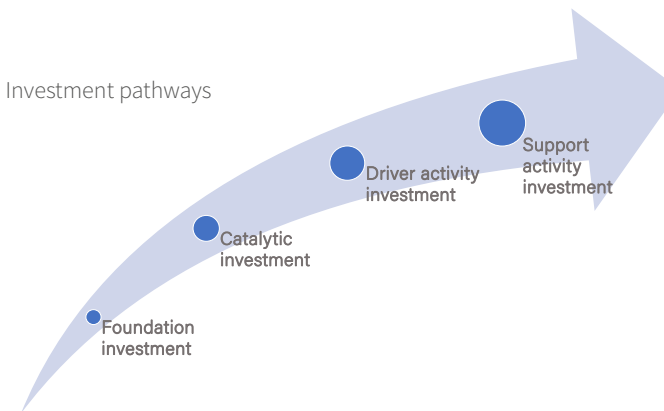 Investment pathways
Support
activity
investment
Driver activity
investment
Catalytic
investment
Foundation
investment